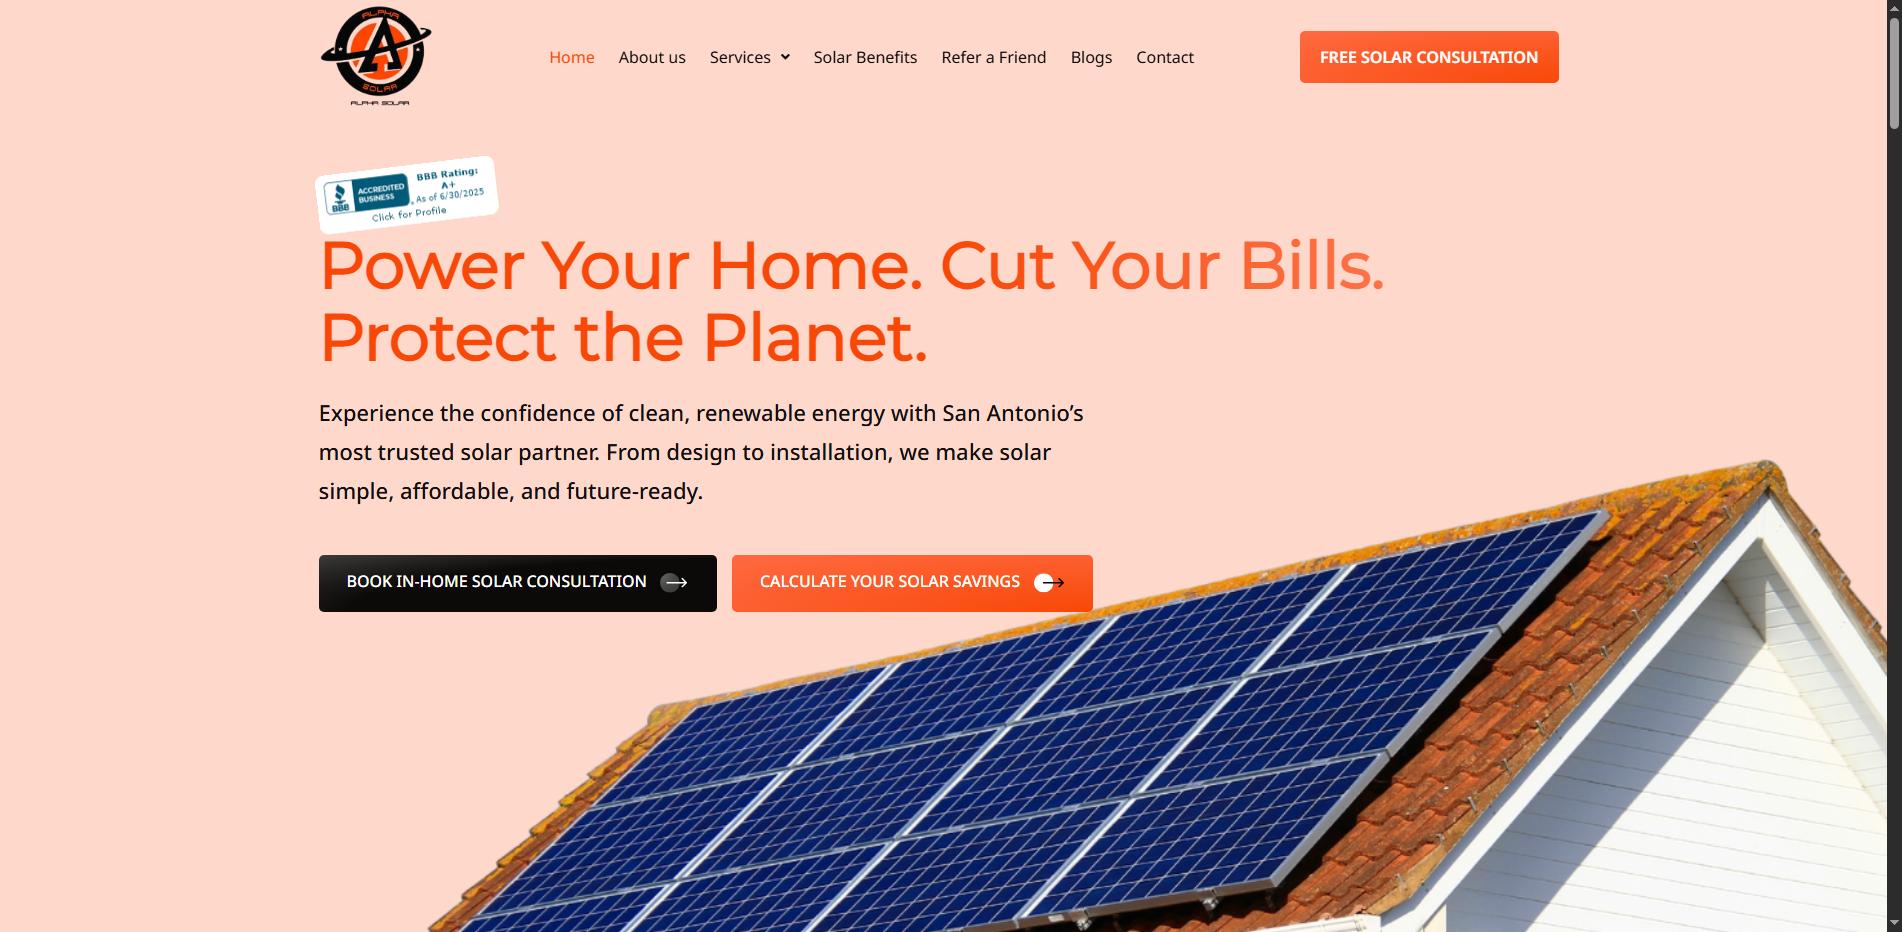 ALPHA
A
SOLAR
ALPHA SOLAR
Home
About us
Services
Solar Benefits
Refer a Friend
Blogs
Contact
FREE SOLAR CONSULTATION
BBB
ACCREDITED
BUSINESS
BBB Rating:
A+
As of 6/30/2025
Click for Profile
Power Your Home. Cut Your Bills.
Protect the Planet.
Experience the confidence of clean, renewable energy with San Antonio’s
most trusted solar partner. From design to installation, we make solar
simple, affordable, and future-ready.
BOOK IN-HOME SOLAR CONSULTATION
CALCULATE YOUR SOLAR SAVINGS